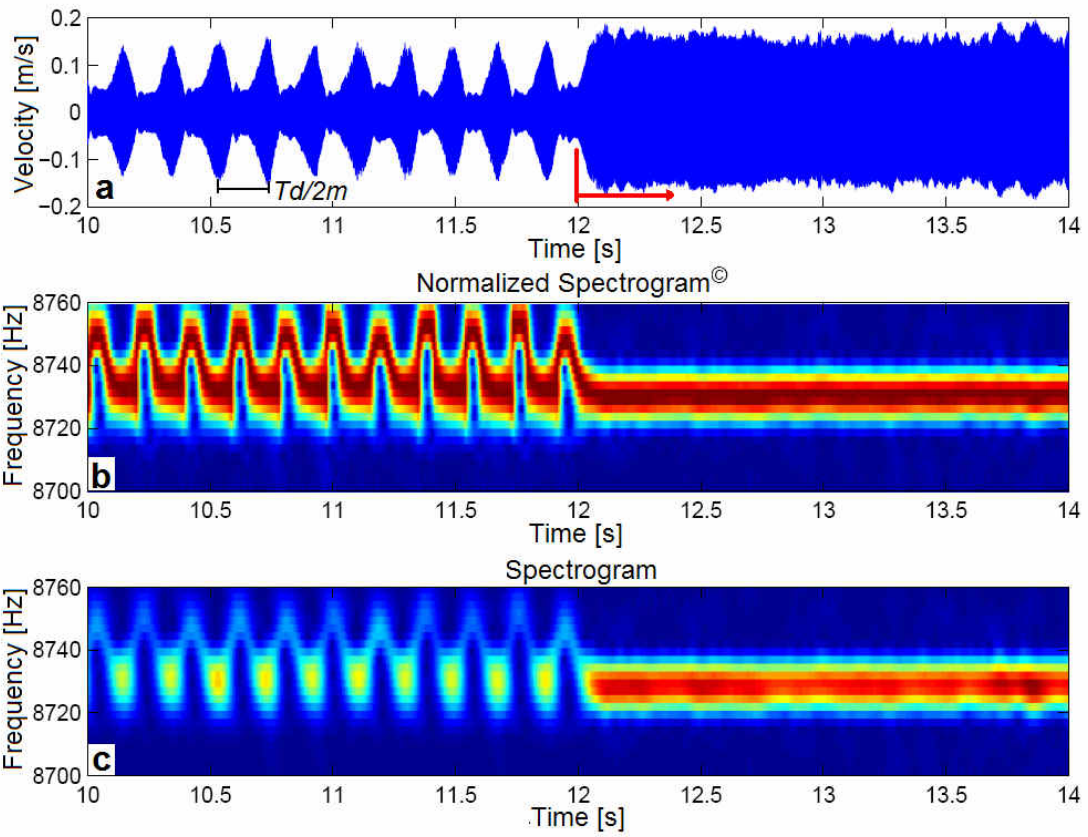 0.2
0.1
0
−0.1
−0.2
Velocity [m/s]
a
Td/2m
10 10.5 11 11.5 12 12.5 13 13.5 14
Time [s]
Normalized Spectrogram©
8760
8740
8720
8700
Frequency [Hz]
b
10 10.5 11 11.5 12 12.5 13 13.5 14
Time [s]
Spectrogram
8760
8740
8720
8700
Frequency [Hz]
c
10 10.5 11 11.5 12 12.5 13 13.5 14
Time [s]